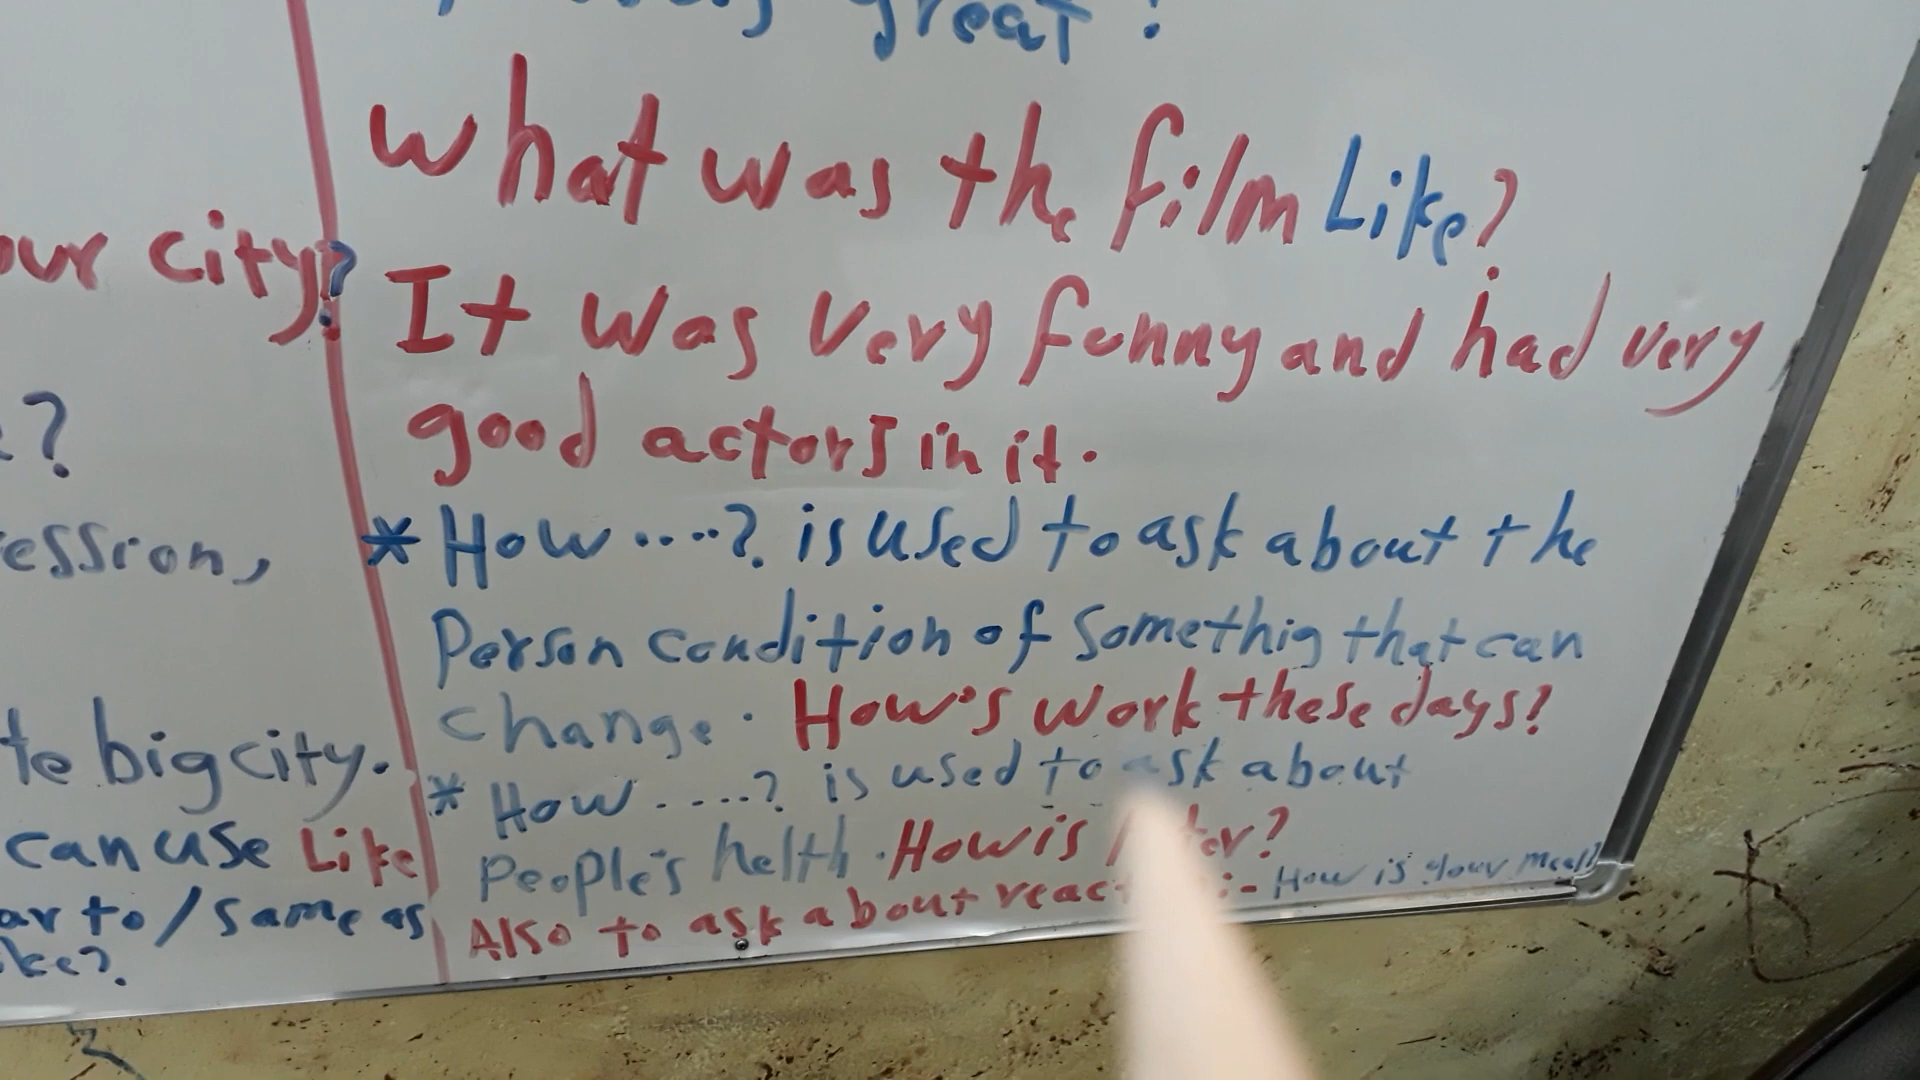 great!
our city?
?
ession,
te big city.
can use Like
ar to / same as
ke?
What was the film Like?
It was very funny and had very
good actors in it.
* How ....? is used to ask about the
Person condition of Somethig that can
change. How's work these days?
* How ....? is used to ask about
People's helth. How is ?
Also to ask about :- How is your meal?